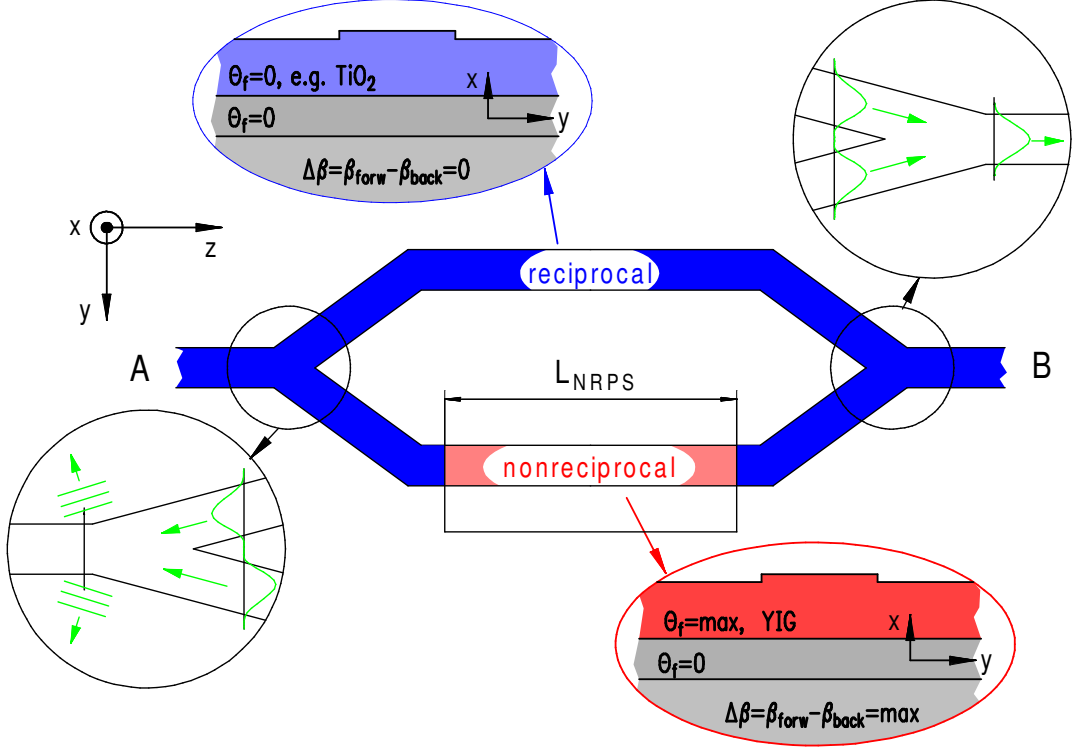 Θf=0, e.g. TiO2
x
Θf=0
y
Δβ=βforw-βback=0
x
z
y
reciprocal
A
B
LNRPS
nonreciprocal
Θf=max, YIG
x
Θf=0
y
Δβ=βforw-βback=max